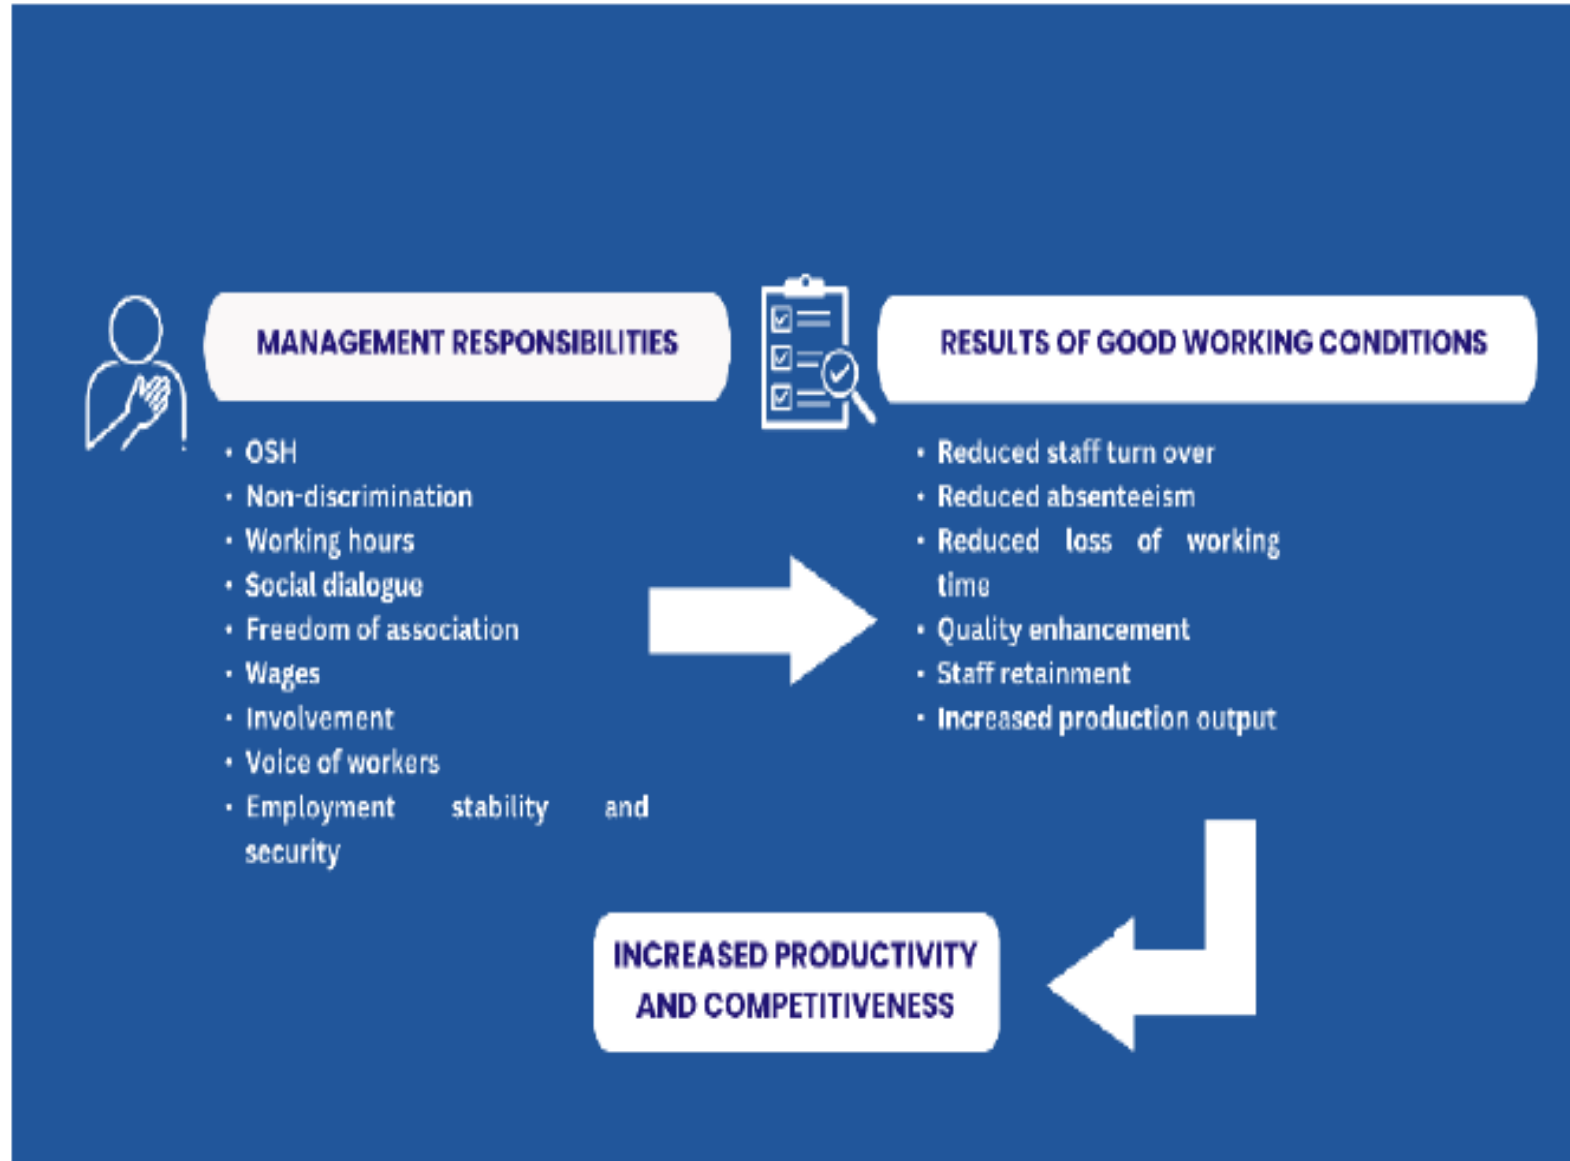 MANAGEMENT RESPONSIBILITIES
• OSH
• Non-discrimination
• Working hours
• Social dialogue
• Freedom of association
• Wages
• Involvement
• Voice of workers
• Employment stability and
security
RESULTS OF GOOD WORKING CONDITIONS
• Reduced staff turn over
• Reduced absenteeism
• Reduced loss of working
time
• Quality enhancement
• Staff retainment
• Increased production output
INCREASED PRODUCTIVITY
AND COMPETITIVENESS